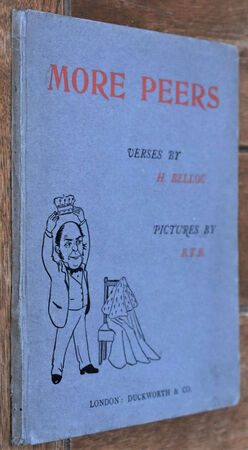 MORE PEERS
VERSES BY
H. BELLOC
PICTURES BY
B.T.B.
LONDON: DUCKWORTH & CO.